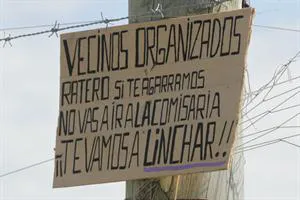 VECINOS ORGANIZADOS
RATERO SI TE AGARRAMOS
NO VAS A IR A LA COMISARIA
¡¡TE VAMOS A LINCHAR!!